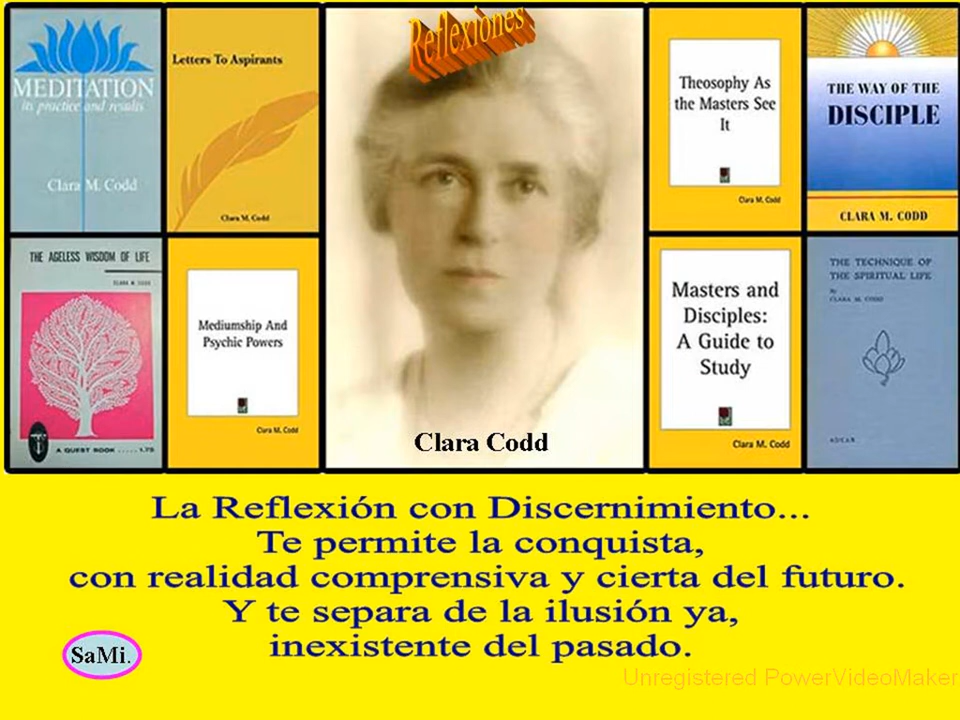 Reflexiones
MEDITATION
its practice and results
Clara M. Codd
Letters To Aspirants
Clara M. Codd
THE AGELESS WISDOM OF LIFE
CLARA M. CODD
A QUEST BOOK ..... 1.75
Mediumship And
Psychic Powers
Clara M. Codd
Clara Codd
Theosophy As
the Masters See
It
Clara M. Codd
THE WAY OF THE
DISCIPLE
CLARA M. CODD
Masters and
Disciples:
A Guide to
Study
Clara M. Codd
THE TECHNIQUE OF
THE SPIRITUAL LIFE
By
CLARA M. CODD
ADYAR
La Reflexión con Discernimiento...
Te permite la conquista,
con realidad comprensiva y cierta del futuro.
Y te separa de la ilusión ya,
inexistente del pasado.
SaMi.
Unregistered PowerVideoMaker